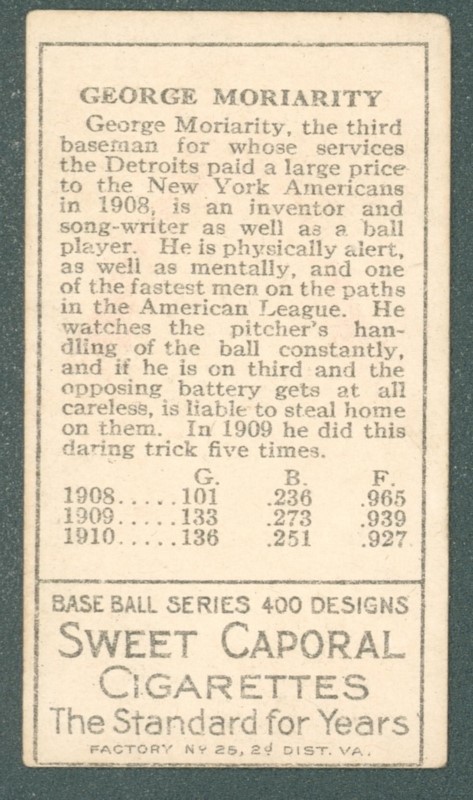 GEORGE MORIARITY
George Moriarity, the third
baseman for whose services
the Detroits paid a large price
to the New York Americans
in 1908, is an inventor and
song-writer as well as a ball
player. He is physically alert,
as well as mentally, and one
of the fastest men on the paths
in the American League. He
watches the pitcher's han-
dling of the ball constantly,
and if he is on third and the
opposing battery gets at all
careless, is liable to steal home
on them. In 1909 he did this
daring trick five times.
G. B. F.
1908.....101 .236 .965
1909.....133 .273 .939
1910.....136 .251 .927
BASE BALL SERIES 400 DESIGNS
SWEET CAPORAL
CIGARETTES
The Standard for Years
FACTORY No 25, 2d DIST. VA.